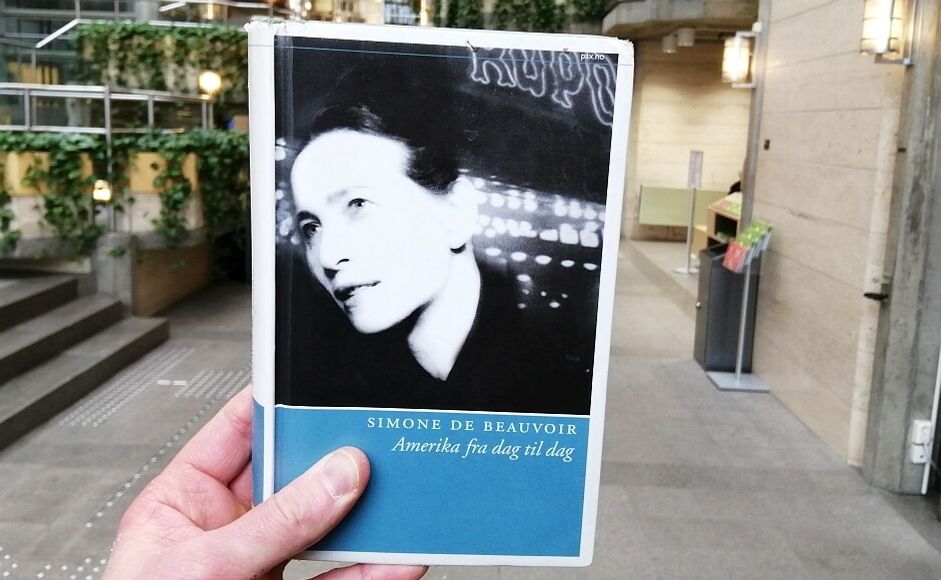 pax.no
SIMONE DE BEAUVOIR
Amerika fra dag til dag